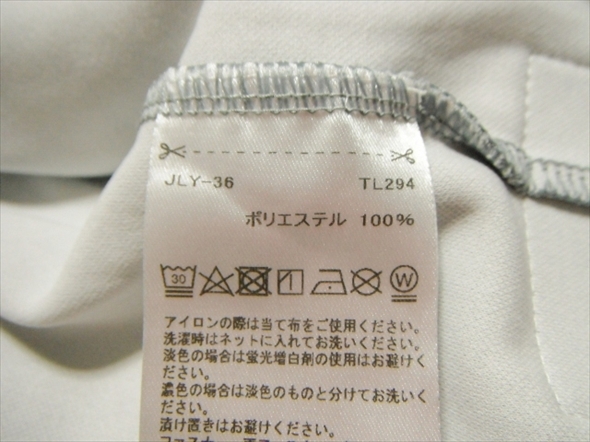 JLY-36 TL294
ポリエステル 100%
30 W
アイロンの際は当て布をご使用ください。
洗濯時はネットに入れてお洗いください。
淡色の場合は蛍光増白剤の使用はお避けく
ださい。
濃色の場合は淡色のものと分けてお洗いく
ださい。
漬け置きはお避けください。